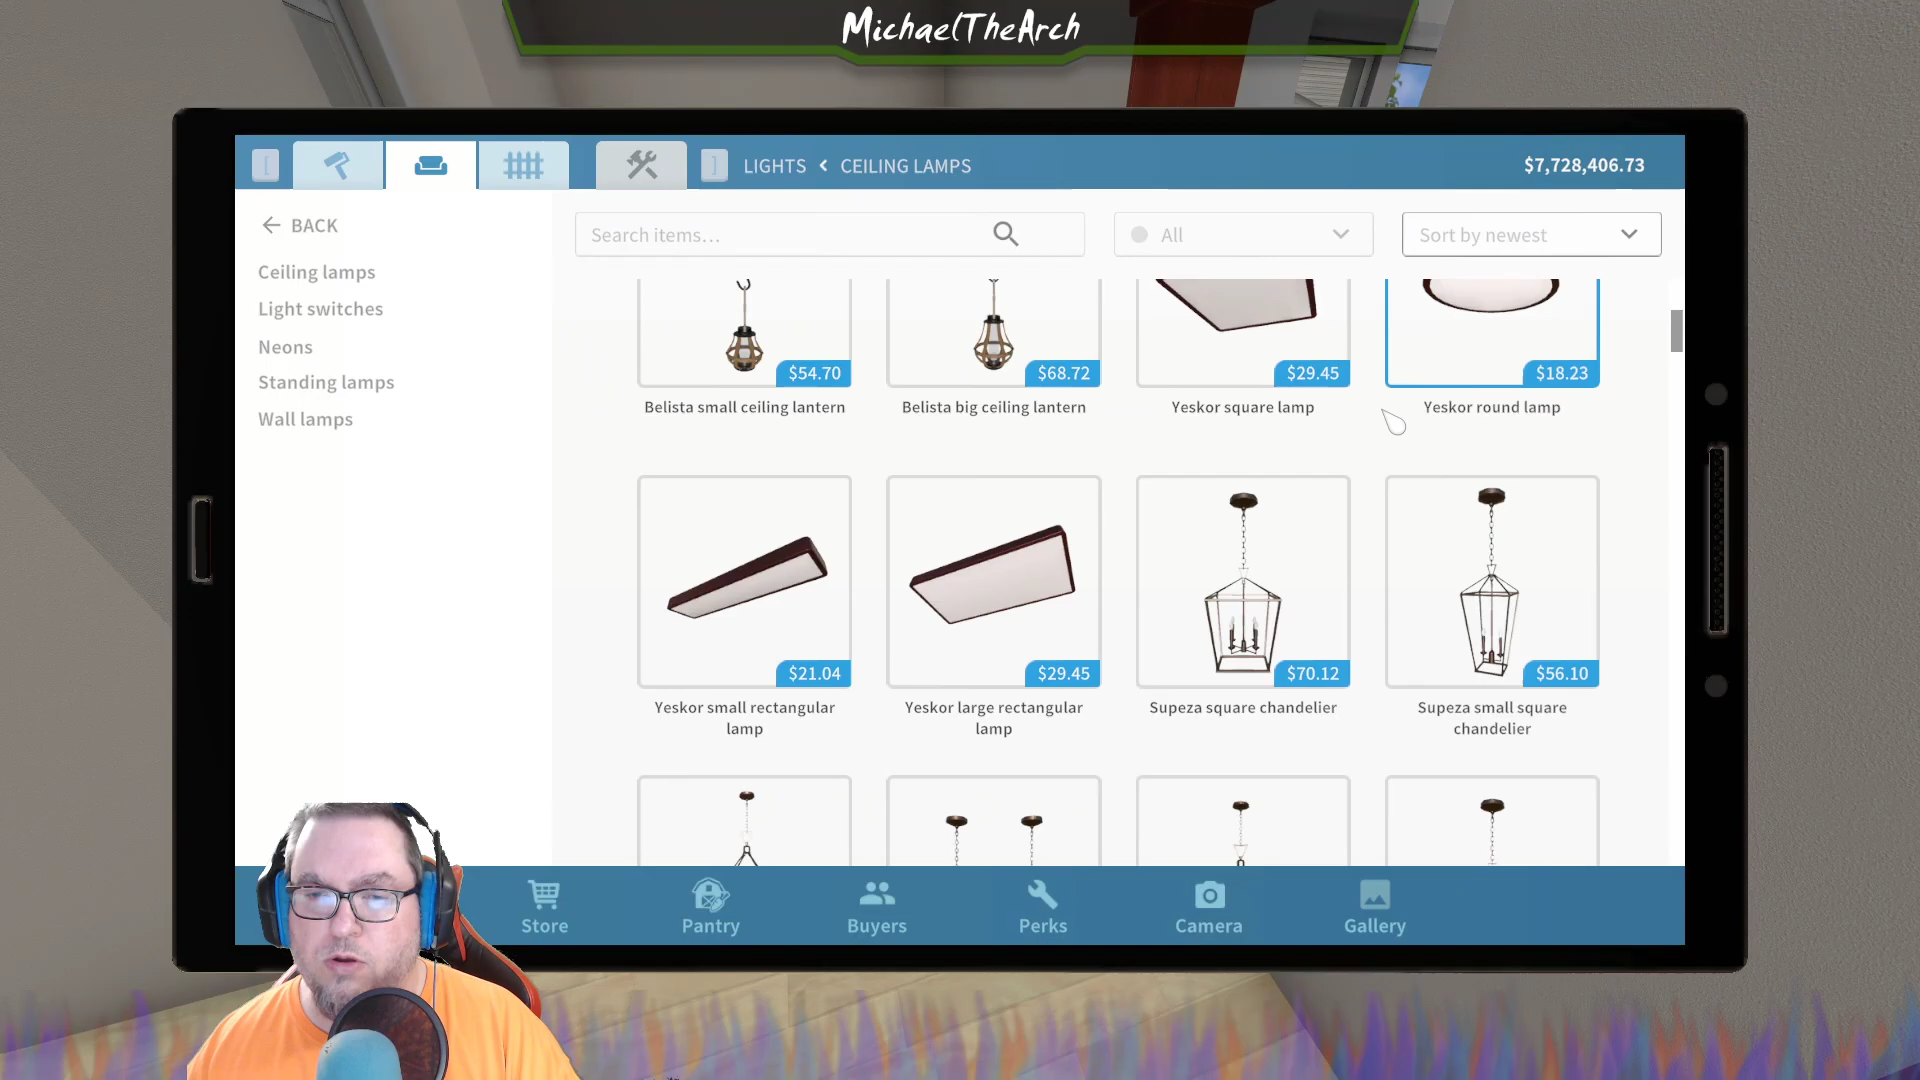 MichaelTheArch
[
]
LIGHTS < CEILING LAMPS
$7,728,406.73
BACK
Search items...
All
Sort by newest
Ceiling lamps
Light switches
Neons
Standing lamps
Wall lamps
$54.70
$68.72
$29.45
$18.23
Belista small ceiling lantern
Belista big ceiling lantern
Yeskor square lamp
Yeskor round lamp
$21.04
$29.45
$70.12
$56.10
Yeskor small rectangular
lamp
Yeskor large rectangular
lamp
Supeza square chandelier
Supeza small square
chandelier
Store
Pantry
Buyers
Perks
Camera
Gallery